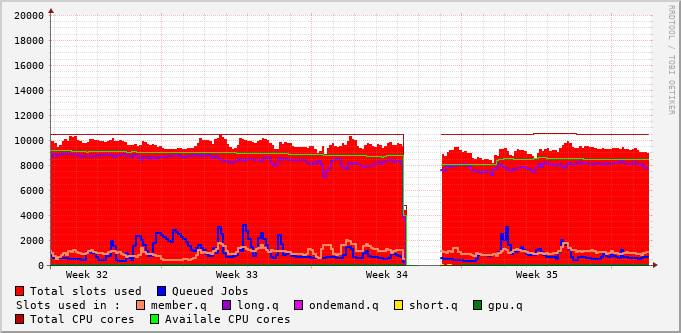 RRDTOOL / TOBI OETIKER
20000
18000
16000
14000
12000
10000
8000
6000
4000
2000
0
Week 32 Week 33 Week 34 Week 35
Total slots used Queued Jobs
Slots used in : member.q long.q ondemand.q short.q gpu.q
Total CPU cores Availale CPU cores